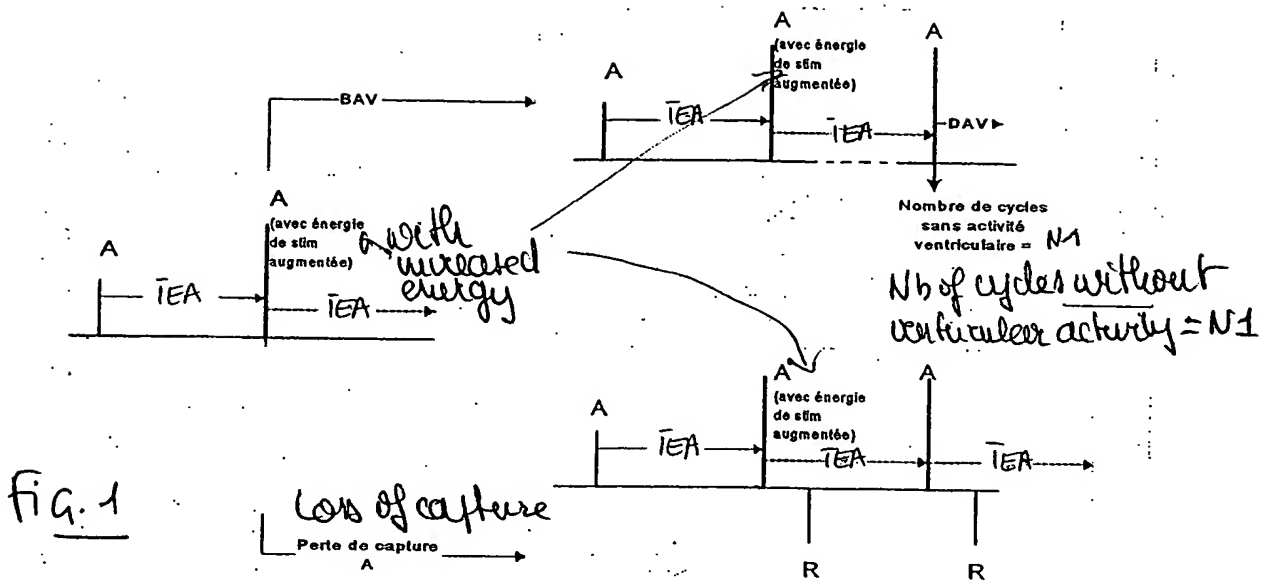 A
A
A
(avec énergie
de stim
augmentée)
A
BAV
TEA
TEA
DAV
A
A
(avec énergie
de stim
augmentée)
with
increased
energy
Nombre de cycles
sans activité
ventriculaire = N1
TEA
TEA
Nb of cycles without
ventriculeer activity = N1
A
A
(avec énergie
de stim
augmentée)
A
TEA
TEA
TEA
Fig. 1
Loss of capture
Perte de capture
A
R
R